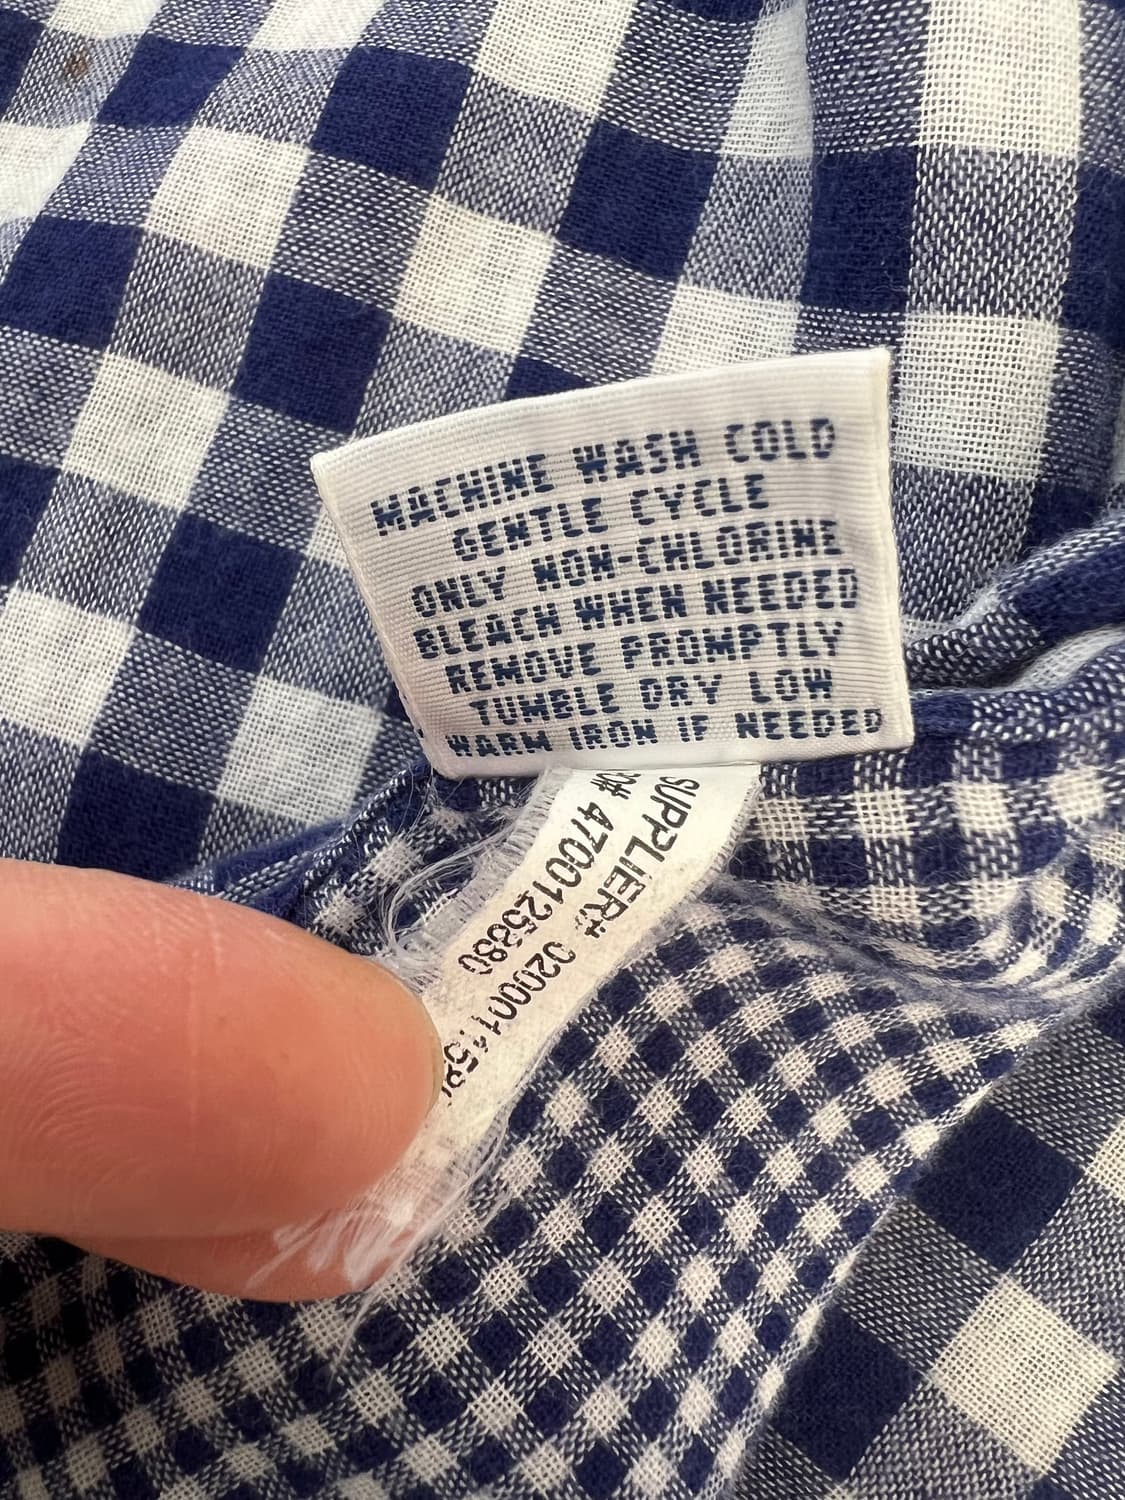 MACHINE WASH COLD
GENTLE CYCLE
ONLY NON-CHLORINE
BLEACH WHEN NEEDED
REMOVE PROMPTLY
TUMBLE DRY LOW
WARM IRON IF NEEDED
SUPPLIER#
4700125880